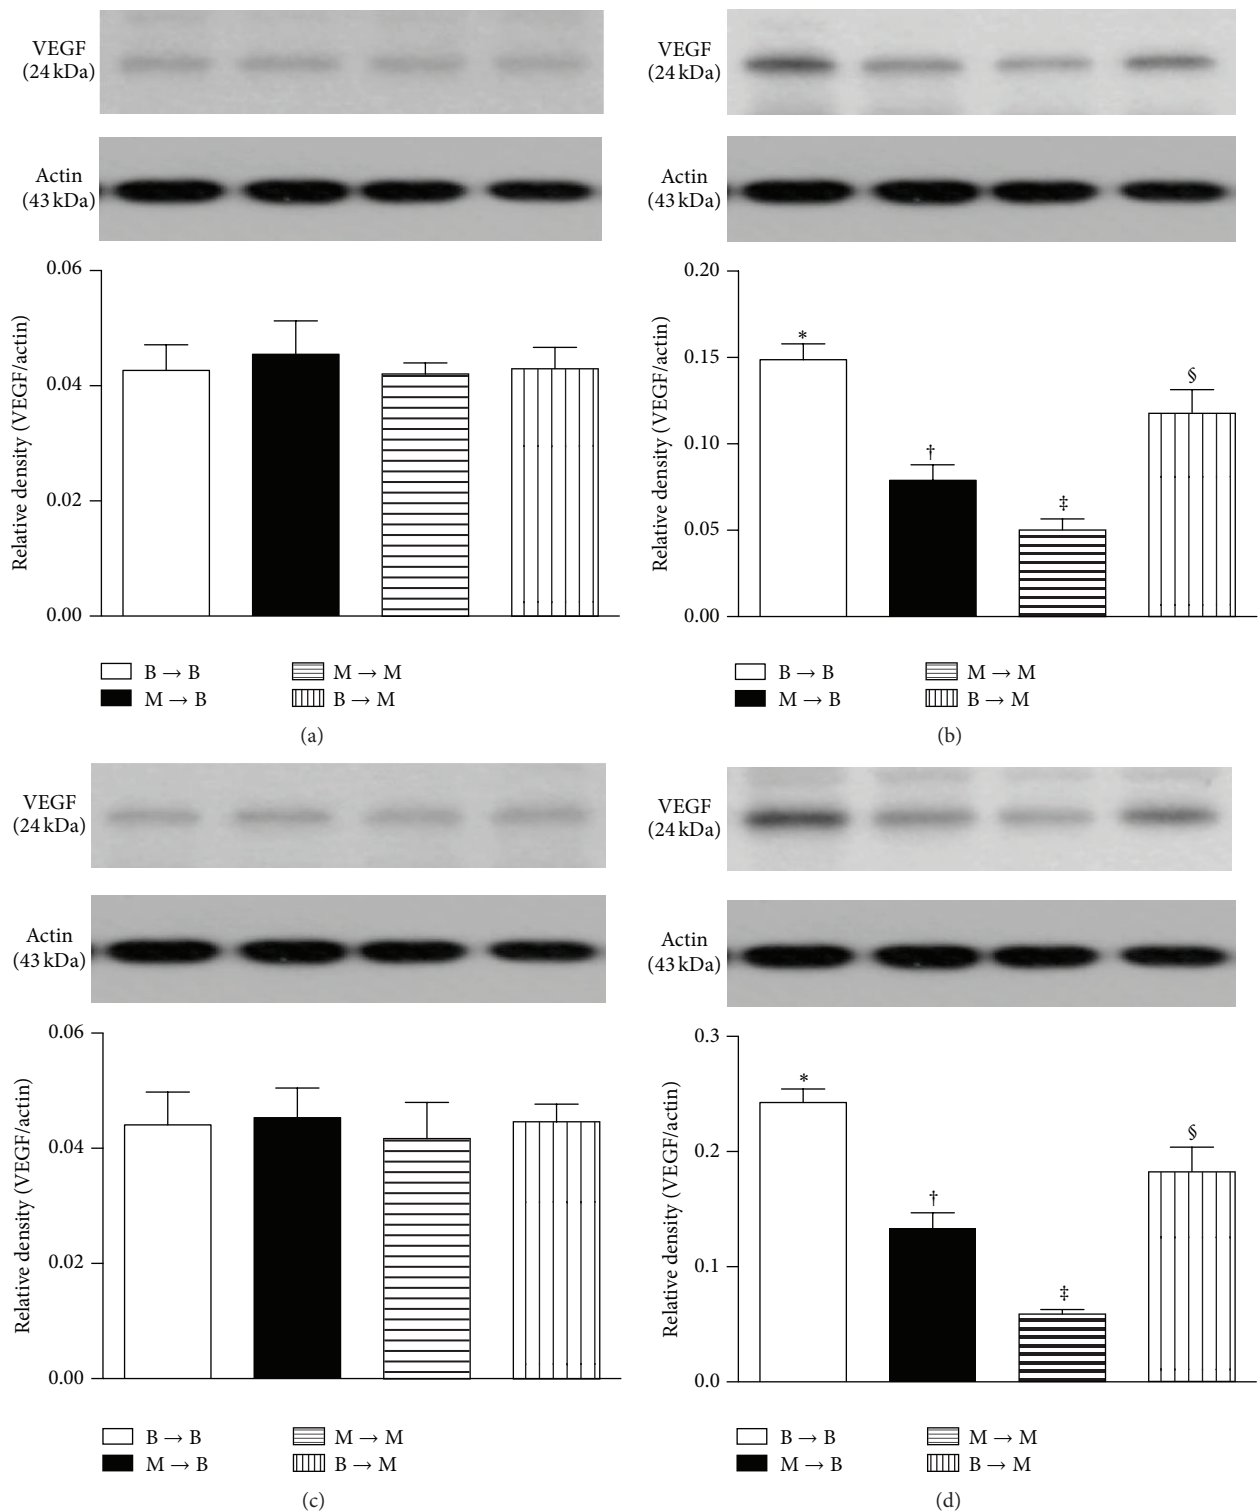 VEGF
(24 kDa)
Actin
(43 kDa)
0.06
0.04
0.02
0.00
Relative density (VEGF/actin)
B → B
M → M
M → B
B → M
(a)
VEGF
(24 kDa)
Actin
(43 kDa)
0.20
0.15
0.10
0.05
0.00
Relative density (VEGF/actin)
*
†
‡
§
B → B
M → M
M → B
B → M
(b)
VEGF
(24 kDa)
Actin
(43 kDa)
0.06
0.04
0.02
0.00
Relative density (VEGF/actin)
B → B
M → M
M → B
B → M
(c)
VEGF
(24 kDa)
Actin
(43 kDa)
0.3
0.2
0.1
0.0
Relative density (VEGF/actin)
*
†
‡
§
B → B
M → M
M → B
B → M
(d)